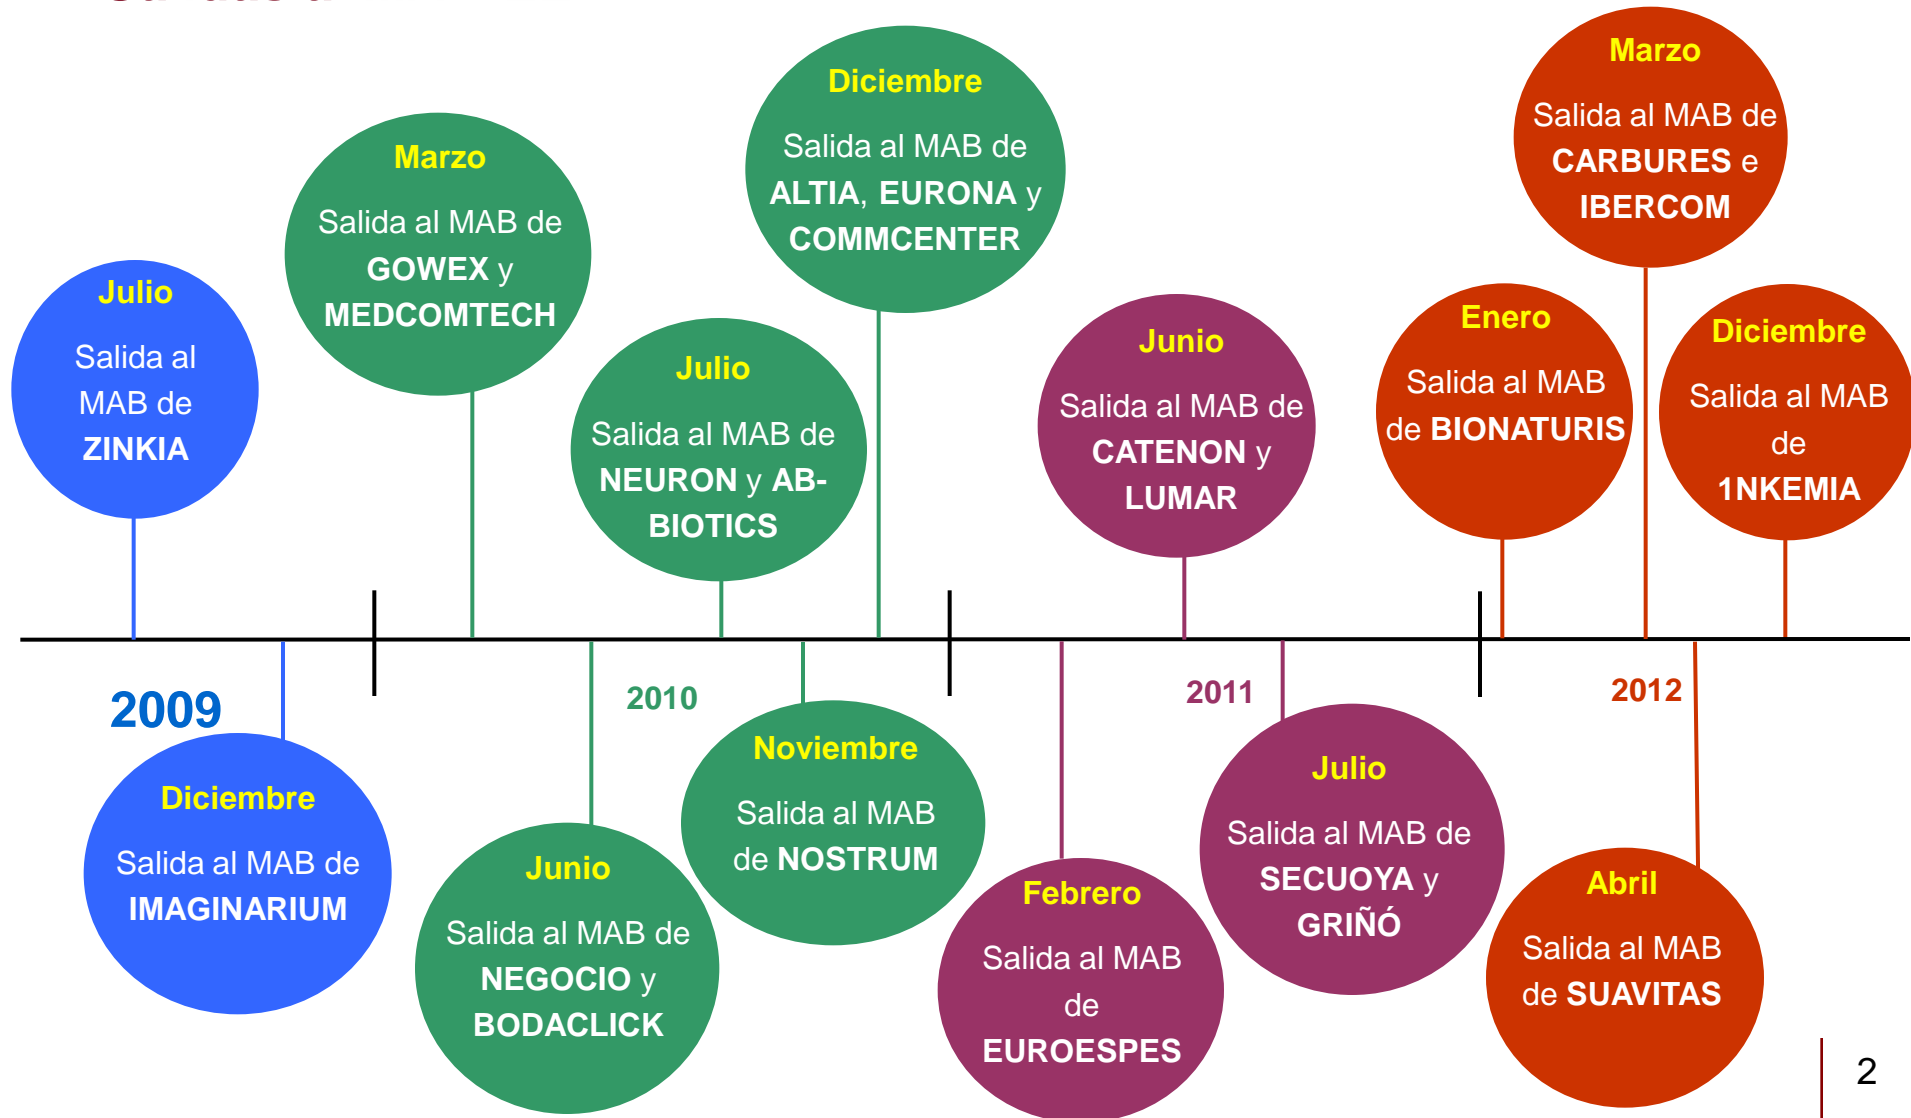 Julio
Salida al
MAB de
ZINKIA
Marzo
Salida al MAB de
GOWEX y
MEDCOMTECH
Julio
Salida al MAB de
NEURON y AB-
BIOTICS
Diciembre
Salida al MAB de
ALTIA, EURONA y
COMMCENTER
Junio
Salida al MAB de
CATENON y
LUMAR
Enero
Salida al MAB
de BIONATURIS
Marzo
Salida al MAB de
CARBURES e
IBERCOM
Diciembre
Salida al MAB
de
1NKEMIA
2009
2010
2011
2012
Diciembre
Salida al MAB de
IMAGINARIUM
Junio
Salida al MAB de
NEGOCIO y
BODACLICK
Noviembre
Salida al MAB
de NOSTRUM
Febrero
Salida al MAB
de
EUROESPES
Julio
Salida al MAB de
SECUOYA y
GRIÑÓ
Abril
Salida al MAB
de SUAVITAS
2